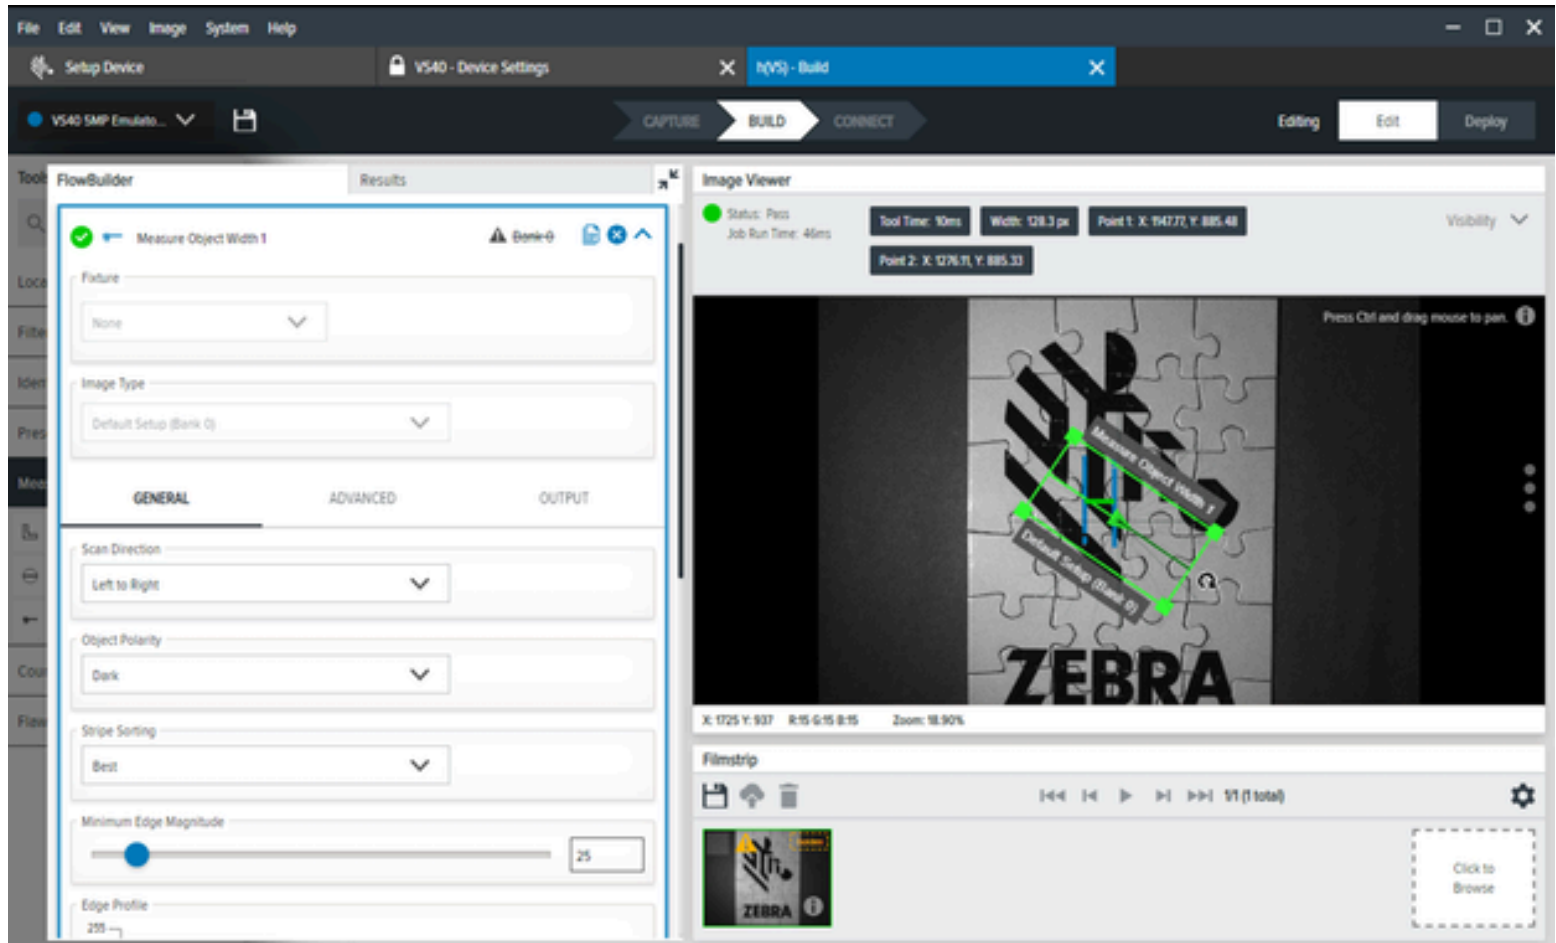 File Edit View Image System Help
Setup Device
VS40 - Device Settings
h(VS) - Build
VS40 SMP Emulato...
CAPTURE
BUILD
CONNECT
Editing
Edit
Deploy
FlowBuilder
Results
Measure Object Width 1
Bank 0
Fixture
None
Image Type
Default Setup (Bank 0)
GENERAL
ADVANCED
OUTPUT
Scan Direction
Left to Right
Object Polarity
Dark
Stripe Sorting
Best
Minimum Edge Magnitude
25
Edge Profile
255
Image Viewer
Status: Pass
Job Run Time: 46ms
Tool Time: 10ms
Width: 128.3 px
Point 1: X: 1147.77, Y: 885.48
Point 2: X: 1276.11, Y: 885.33
Visibility
Press Ctrl and drag mouse to pan.
Measure Object Width 1
Default Setup (Bank 0)
ZEBRA
X: 1725 Y: 937 R:15 G:15 B:15 Zoom: 18.90%
Filmstrip
1/1 (1 total)
ZEBRA
Click to
Browse